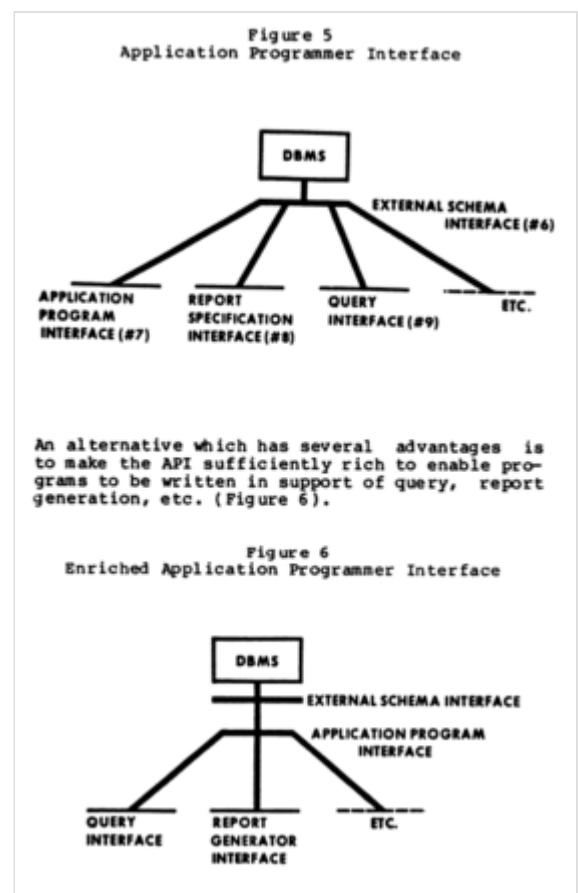 Figure 5
Application Programmer Interface
DBMS
EXTERNAL SCHEMA
INTERFACE (#6)
APPLICATION
PROGRAM
INTERFACE (#7)
REPORT
SPECIFICATION
INTERFACE (#8)
QUERY
INTERFACE (#9)
ETC.
An alternative which has several advantages is
to make the API sufficiently rich to enable pro-
grams to be written in support of query, report
generation, etc. (Figure 6).
Figure 6
Enriched Application Programmer Interface
DBMS
EXTERNAL SCHEMA INTERFACE
APPLICATION PROGRAM
INTERFACE
QUERY
INTERFACE
REPORT
GENERATOR
INTERFACE
ETC.